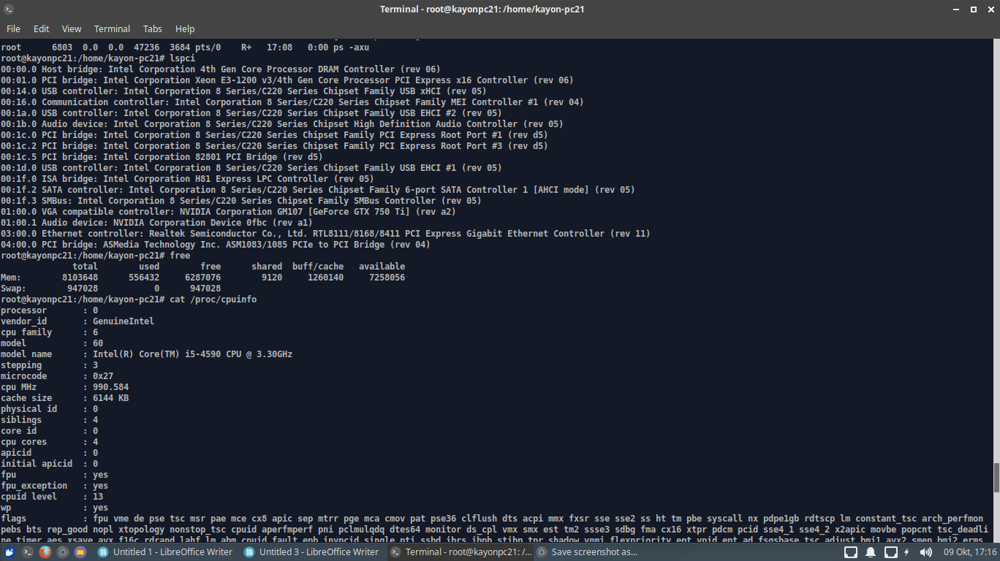 Terminal - root@kayonpc21: /home/kayon-pc21
File Edit View Terminal Tabs Help
root 6803 0.0 0.0 47236 3684 pts/0 R+ 17:08 0:00 ps -axu
root@kayonpc21:/home/kayon-pc21# lspci
00:00.0 Host bridge: Intel Corporation 4th Gen Core Processor DRAM Controller (rev 06)
00:01.0 PCI bridge: Intel Corporation Xeon E3-1200 v3/4th Gen Core Processor PCI Express x16 Controller (rev 06)
00:14.0 USB controller: Intel Corporation 8 Series/C220 Series Chipset Family USB xHCI (rev 05)
00:16.0 Communication controller: Intel Corporation 8 Series/C220 Series Chipset Family MEI Controller #1 (rev 04)
00:1a.0 USB controller: Intel Corporation 8 Series/C220 Series Chipset Family USB EHCI #2 (rev 05)
00:1b.0 Audio device: Intel Corporation 8 Series/C220 Series Chipset High Definition Audio Controller (rev 05)
00:1c.0 PCI bridge: Intel Corporation 8 Series/C220 Series Chipset Family PCI Express Root Port #1 (rev d5)
00:1c.2 PCI bridge: Intel Corporation 8 Series/C220 Series Chipset Family PCI Express Root Port #3 (rev d5)
00:1c.5 PCI bridge: Intel Corporation 82801 PCI Bridge (rev d5)
00:1d.0 USB controller: Intel Corporation 8 Series/C220 Series Chipset Family USB EHCI #1 (rev 05)
00:1f.0 ISA bridge: Intel Corporation H81 Express LPC Controller (rev 05)
00:1f.2 SATA controller: Intel Corporation 8 Series/C220 Series Chipset Family 6-port SATA Controller 1 [AHCI mode] (rev 05)
00:1f.3 SMBus: Intel Corporation 8 Series/C220 Series Chipset Family SMBus Controller (rev 05)
01:00.0 VGA compatible controller: NVIDIA Corporation GM107 [GeForce GTX 750 Ti] (rev a2)
01:00.1 Audio device: NVIDIA Corporation Device 0fbc (rev a1)
03:00.0 Ethernet controller: Realtek Semiconductor Co., Ltd. RTL8111/8168/8411 PCI Express Gigabit Ethernet Controller (rev 11)
04:00.0 PCI bridge: ASMedia Technology Inc. ASM1083/1085 PCIe to PCI Bridge (rev 04)
root@kayonpc21:/home/kayon-pc21# free
total used free shared buff/cache available
Mem: 8103648 556432 6287076 9120 1260140 7258056
Swap: 947028 0 947028
root@kayonpc21:/home/kayon-pc21# cat /proc/cpuinfo
processor : 0
vendor_id : GenuineIntel
cpu family : 6
model : 60
model name : Intel(R) Core(TM) i5-4590 CPU @ 3.30GHz
stepping : 3
microcode : 0x27
cpu MHz : 990.584
cache size : 6144 KB
physical id : 0
siblings : 4
core id : 0
cpu cores : 4
apicid : 0
initial apicid : 0
fpu : yes
fpu_exception : yes
cpuid level : 13
wp : yes
flags : fpu vme de pse tsc msr pae mce cx8 apic sep mtrr pge mca cmov pat pse36 clflush dts acpi mmx fxsr sse sse2 ss ht tm pbe syscall nx pdpe1gb rdtscp lm constant_tsc arch_perfmon
pebs bts rep_good nopl xtopology nonstop_tsc cpuid aperfmperf pni pclmulqdq dtes64 monitor ds_cpl vmx smx est tm2 ssse3 sdbg fma cx16 xtpr pdcm pcid sse4_1 sse4_2 x2apic movbe popcnt tsc_deadli
ne_timer aes xsave avx f16c rdrand lahf_lm abm cpuid_fault epb invpcid_single pti ssbd ibrs ibpb stibp tpr_shadow vnmi flexpriority ept vpid ept_ad fsgsbase tsc_adjust bmi1 avx2 smep bmi2 erms
Untitled 1 - LibreOffice Writer Untitled 3 - LibreOffice Writer Terminal - root@kayonpc21: /... Save screenshot as... 09 Okt, 17:16